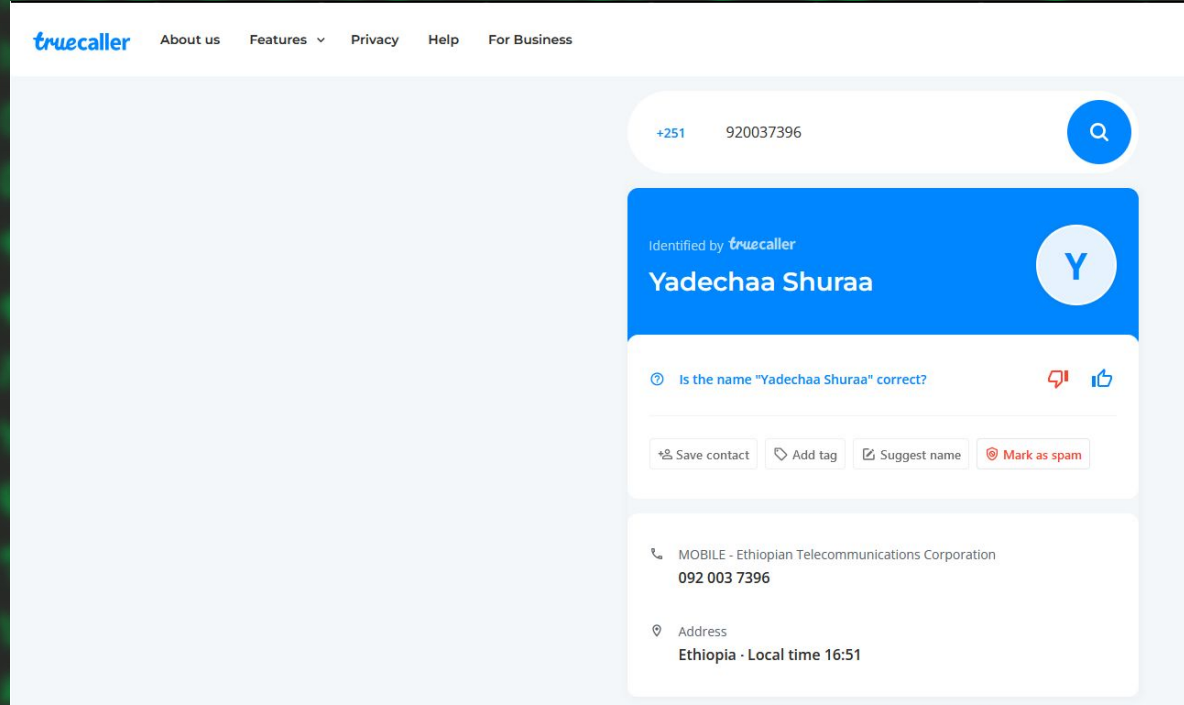 truecaller About us Features Privacy Help For Business
+251 920037396
Identified by truecaller
Yadechaa Shuraa
Y
Is the name "Yadechaa Shuraa" correct?
Save contact Add tag Suggest name Mark as spam
MOBILE - Ethiopian Telecommunications Corporation
092 003 7396
Address
Ethiopia · Local time 16:51